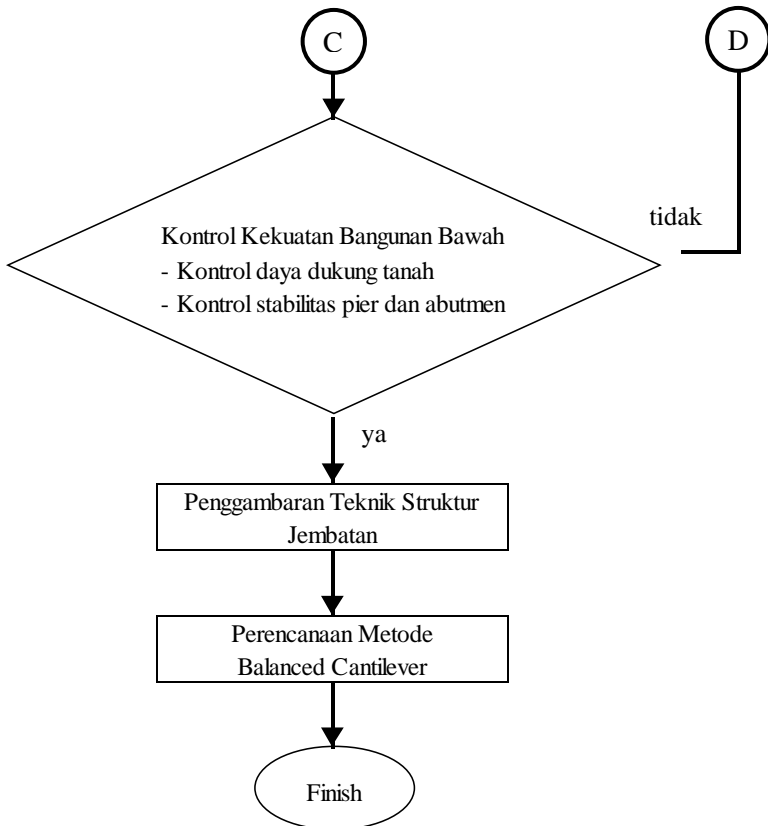 C
D
tidak
Kontrol Kekuatan Bangunan Bawah
- Kontrol daya dukung tanah
- Kontrol stabilitas pier dan abutmen
ya
Penggambaran Teknik Struktur
Jembatan
Perencanaan Metode
Balanced Cantilever
Finish